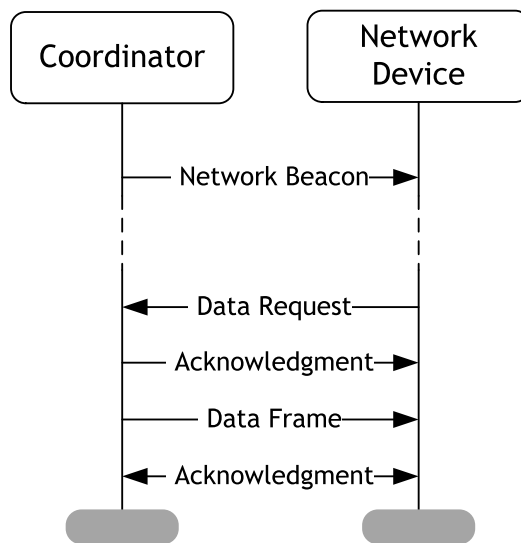 Coordinator
Network
Device
Network Beacon
Data Request
Acknowledgment
Data Frame
Acknowledgment